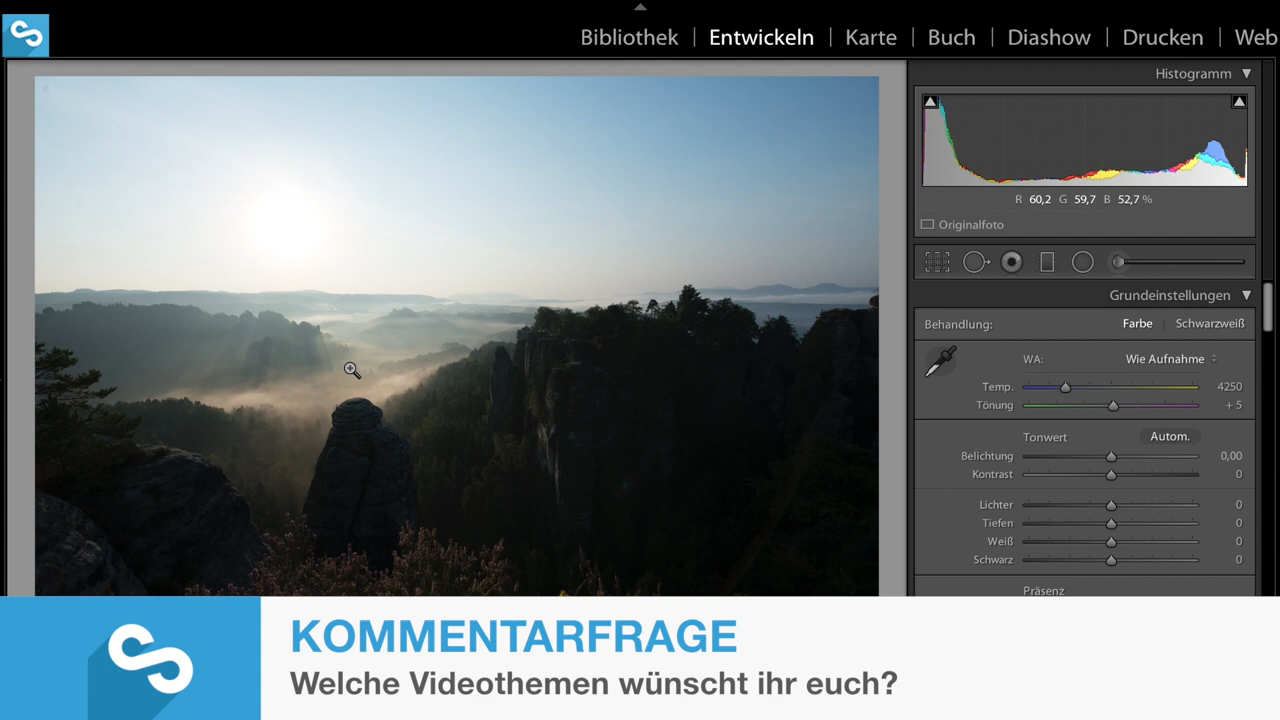 Bibliothek | Entwickeln | Karte | Buch | Diashow | Drucken | Web
Histogramm
R 60,2 G 59,7 B 52,7 %
Originalfoto
Grundeinstellungen
Behandlung: Farbe | Schwarzweiß
WA: Wie Aufnahme
Temp. 4250
Tönung + 5
Tonwert Autom.
Belichtung 0,00
Kontrast 0
Lichter 0
Tiefen 0
Weiß 0
Schwarz 0
Präsenz
KOMMENTARFRAGE
Welche Videothemen wünscht ihr euch?